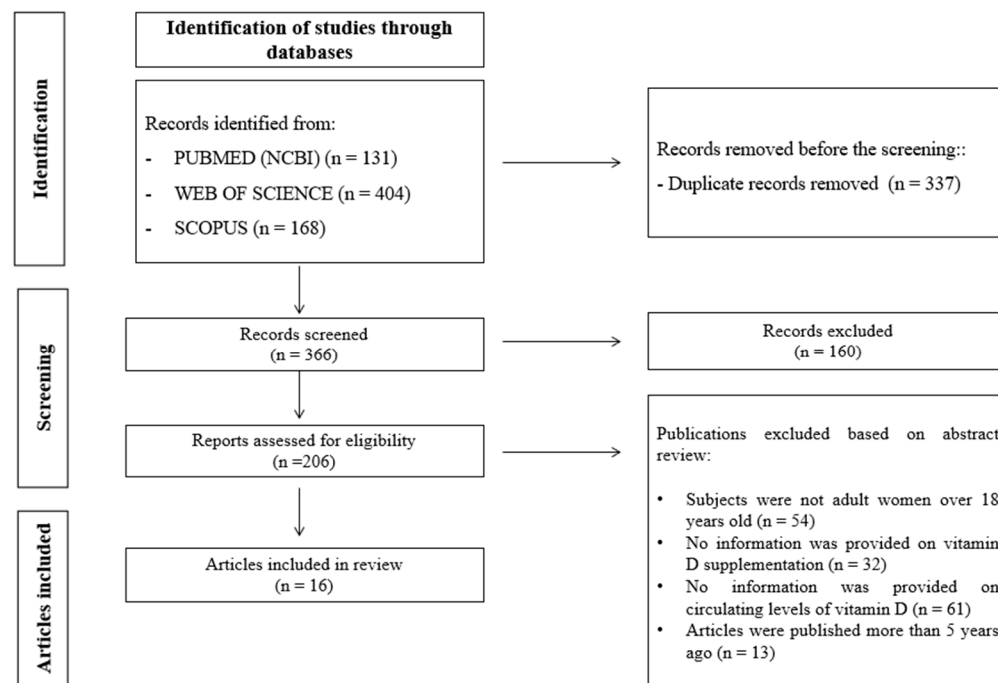 Identification
Identification of studies through
databases
Records identified from:
- PUBMED (NCBI) (n = 131)
- WEB OF SCIENCE (n = 404)
- SCOPUS (n = 168)
Records removed before the screening::
- Duplicate records removed (n = 337)
Screening
Records screened
(n = 366)
Records excluded
(n = 160)
Reports assessed for eligibility
(n =206)
Publications excluded based on abstract
review:
• Subjects were not adult women over 18
years old (n = 54)
• No information was provided on vitamin
D supplementation (n = 32)
• No information was provided on
circulating levels of vitamin D (n = 61)
• Articles were published more than 5 years
ago (n = 13)
Articles included
Articles included in review
(n = 16)